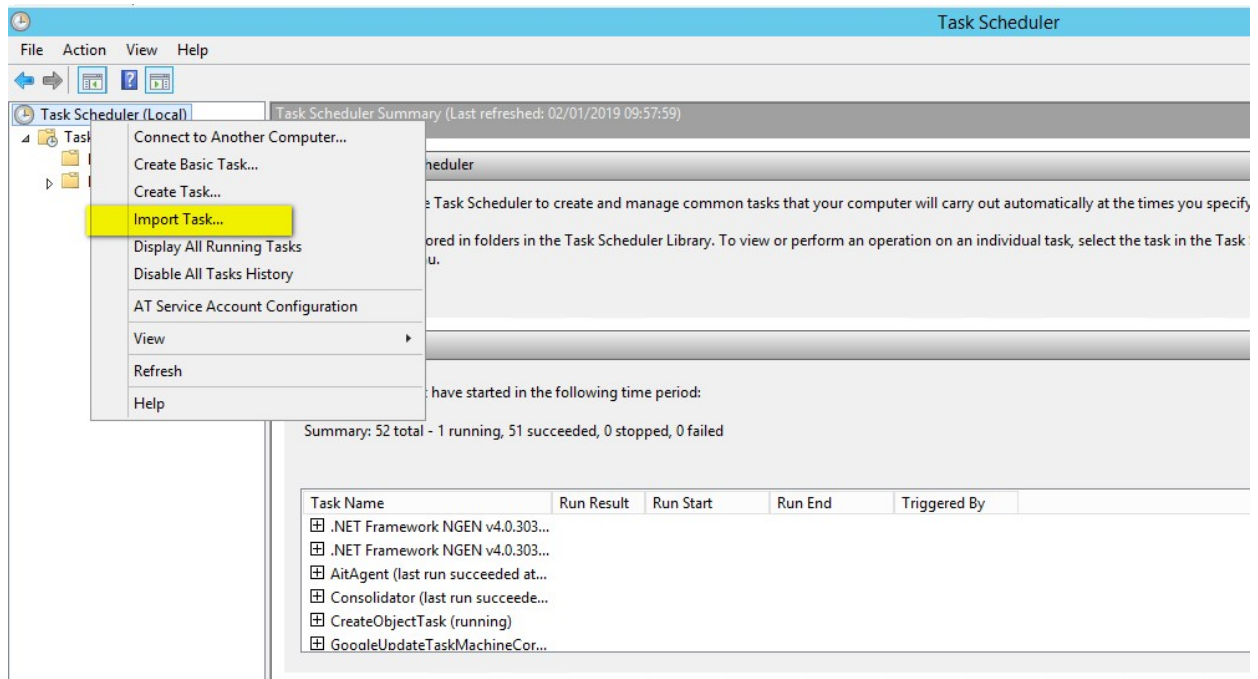 Task Scheduler
File Action View Help
Task Scheduler (Local)
Task
Connect to Another Computer...
Create Basic Task...
Create Task...
Import Task...
Display All Running Tasks
Disable All Tasks History
AT Service Account Configuration
View
Refresh
Help
Task Scheduler Summary (Last refreshed: 02/01/2019 09:57:59)
heduler
e Task Scheduler to create and manage common tasks that your computer will carry out automatically at the times you specify
ored in folders in the Task Scheduler Library. To view or perform an operation on an individual task, select the task in the Task
u.
have started in the following time period:
Summary: 52 total - 1 running, 51 succeeded, 0 stopped, 0 failed
Task Name Run Result Run Start Run End Triggered By
.NET Framework NGEN v4.0.303...
.NET Framework NGEN v4.0.303...
AitAgent (last run succeeded at...
Consolidator (last run succeede...
CreateObjectTask (running)
GoogleUpdateTaskMachineCor...